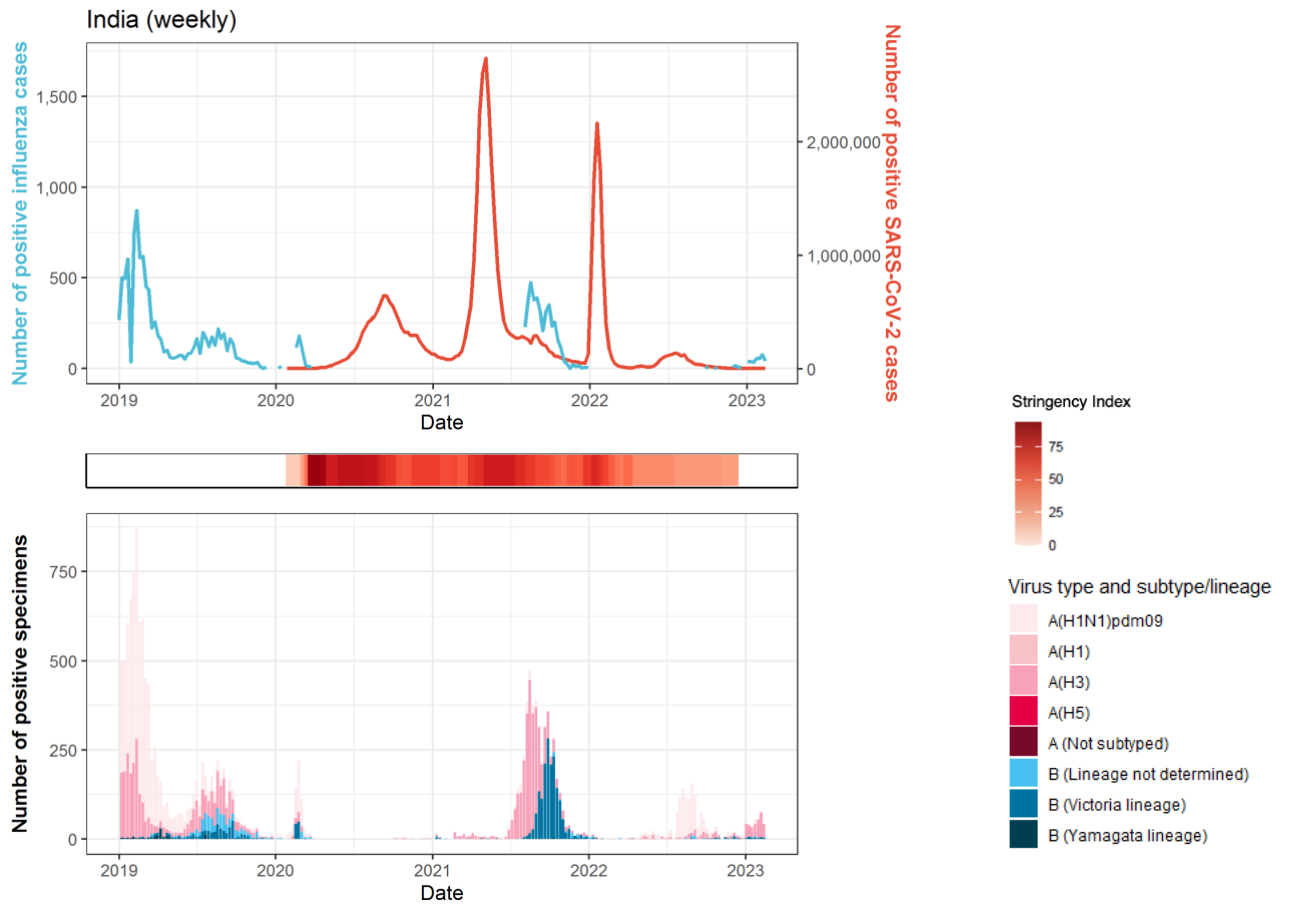 India (weekly)
Number of positive influenza cases
1,500
1,000
500
0
Number of positive SARS-CoV-2 cases
2,000,000
1,000,000
0
2019
2020
2021
2022
2023
Date
Stringency Index
75
50
25
0
Number of positive specimens
750
500
250
0
2019
2020
2021
2022
2023
Date
Virus type and subtype/lineage
A(H1N1)pdm09
A(H1)
A(H3)
A(H5)
A (Not subtyped)
B (Lineage not determined)
B (Victoria lineage)
B (Yamagata lineage)